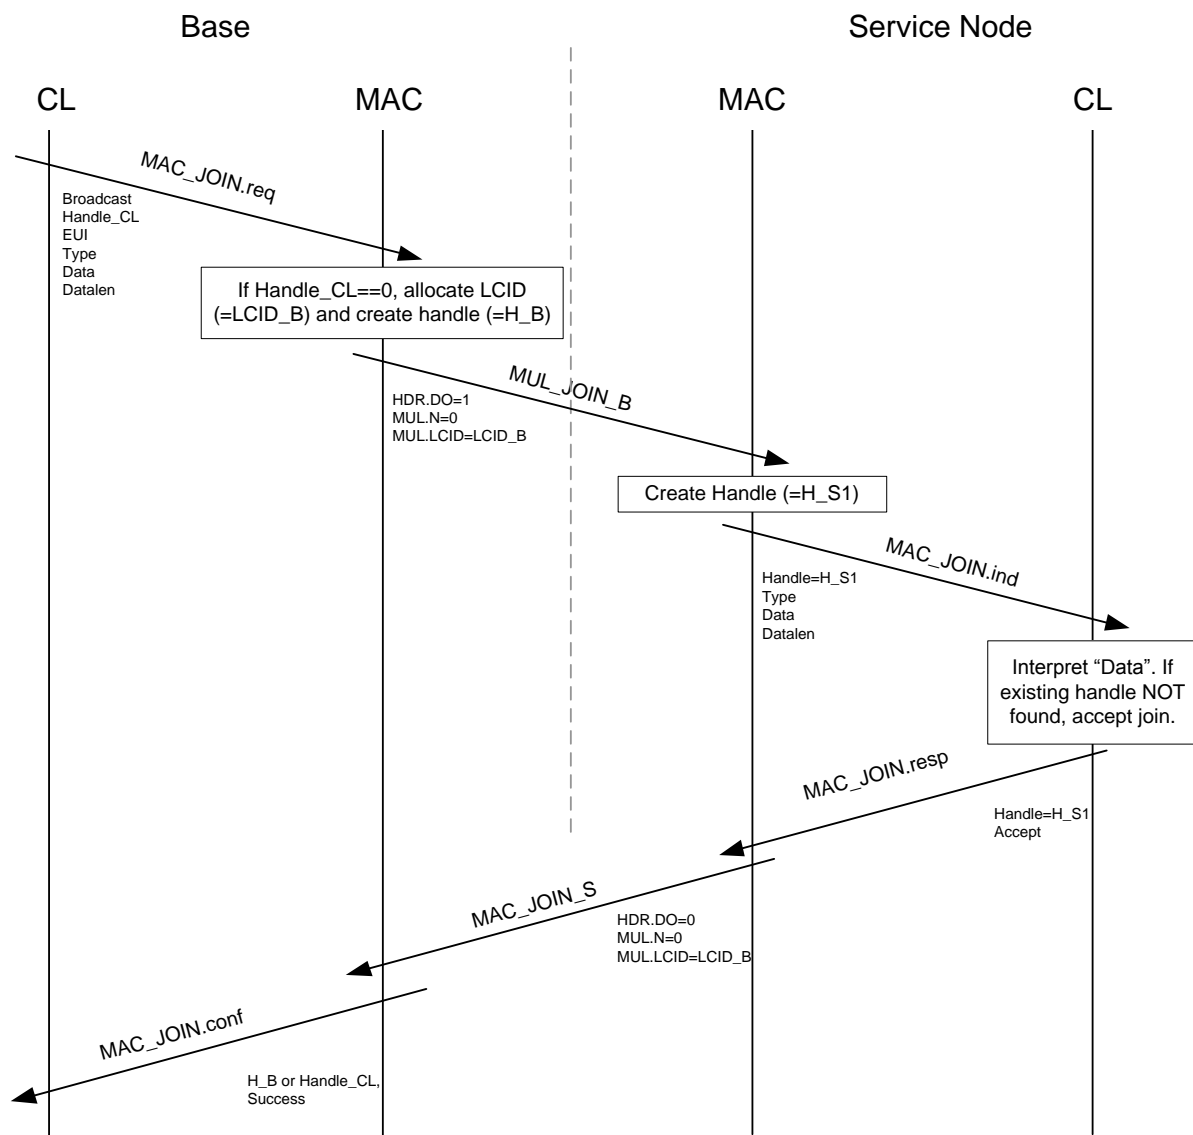 Base
Service Node
CL
MAC
MAC
CL
MAC_JOIN.req
Broadcast
Handle_CL
EUI
Type
Data
Datalen
If Handle_CL==0, allocate LCID
(=LCID_B) and create handle (=H_B)
MUL_JOIN_B
HDR.DO=1
MUL.N=0
MUL.LCID=LCID_B
Create Handle (=H_S1)
MAC_JOIN.ind
Handle=H_S1
Type
Data
Datalen
Interpret “Data”. If
existing handle NOT
found, accept join.
MAC_JOIN.resp
Handle=H_S1
Accept
MAC_JOIN_S
HDR.DO=0
MUL.N=0
MUL.LCID=LCID_B
MAC_JOIN.conf
H_B or Handle_CL,
Success